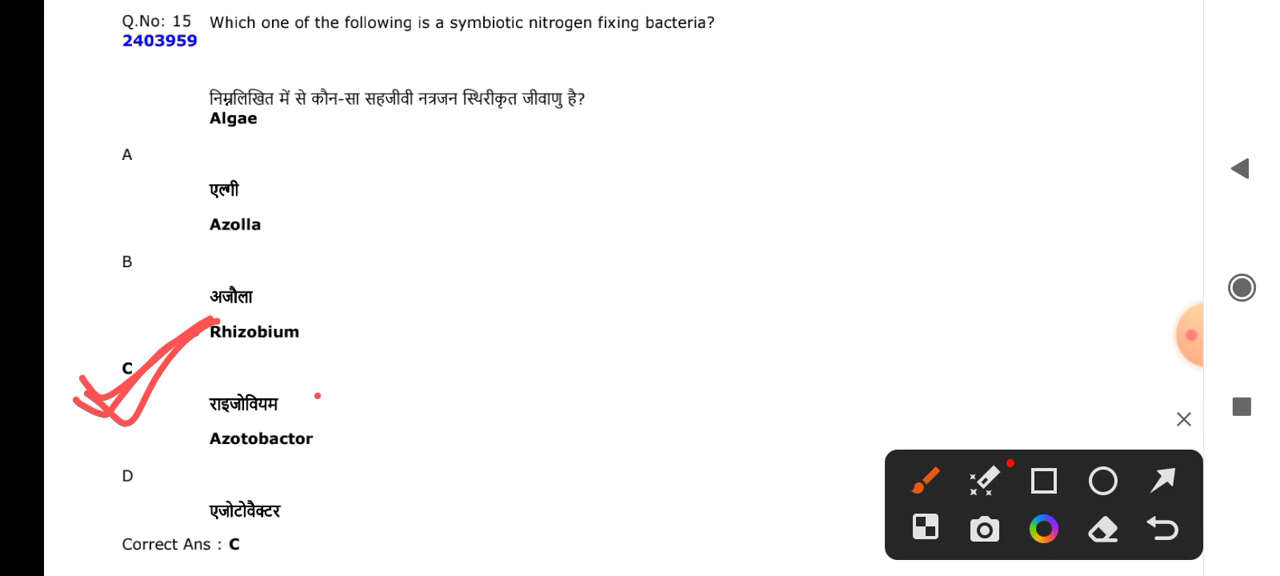 Q.No: 15 Which one of the following is a symbiotic nitrogen fixing bacteria?
2403959
निम्नलिखित में से कौन-सा सहजीवी नत्रजन स्थिरीकृत जीवाणु है?
Algae
A
एल्गी
Azolla
B
अजौला
Rhizobium
C
राइजोवियम
Azotobactor
D
एजोटोवैक्टर
Correct Ans : C